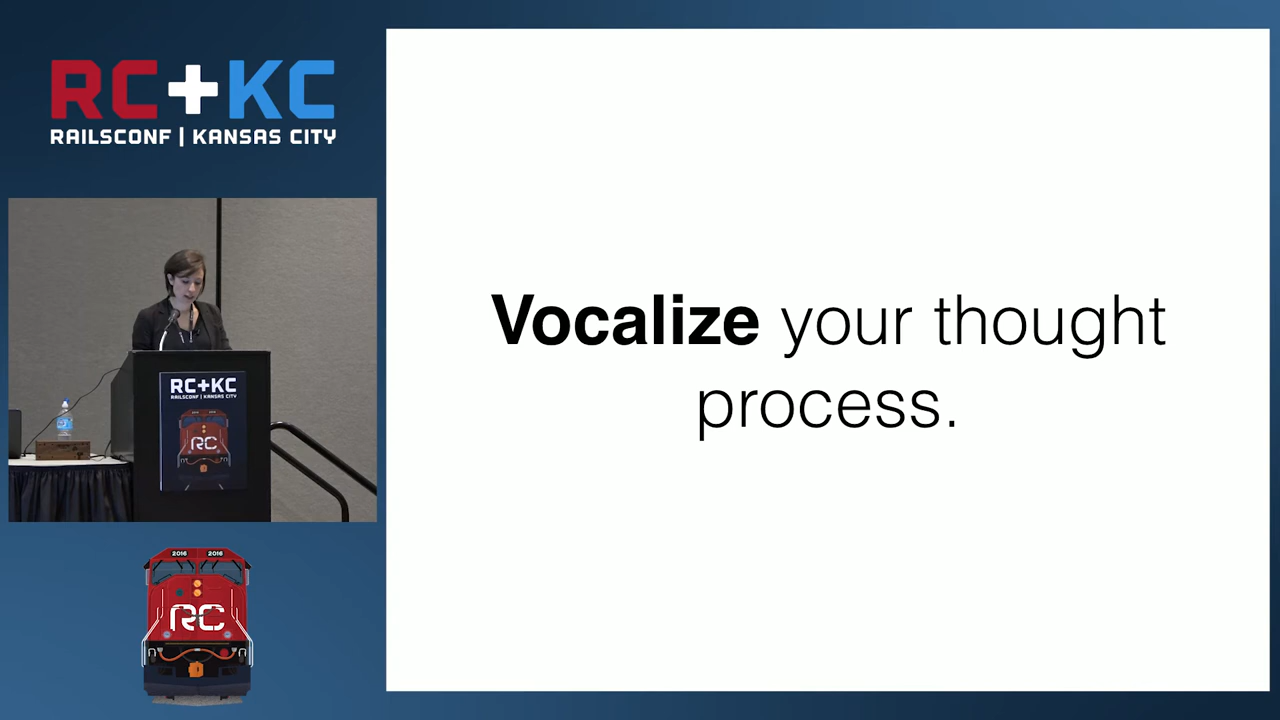 RC+KC
RAILSCONF | KANSAS CITY
Vocalize your thought
process.
RC+KC
RAILSCONF | KANSAS CITY
RC
2016 2016
RC